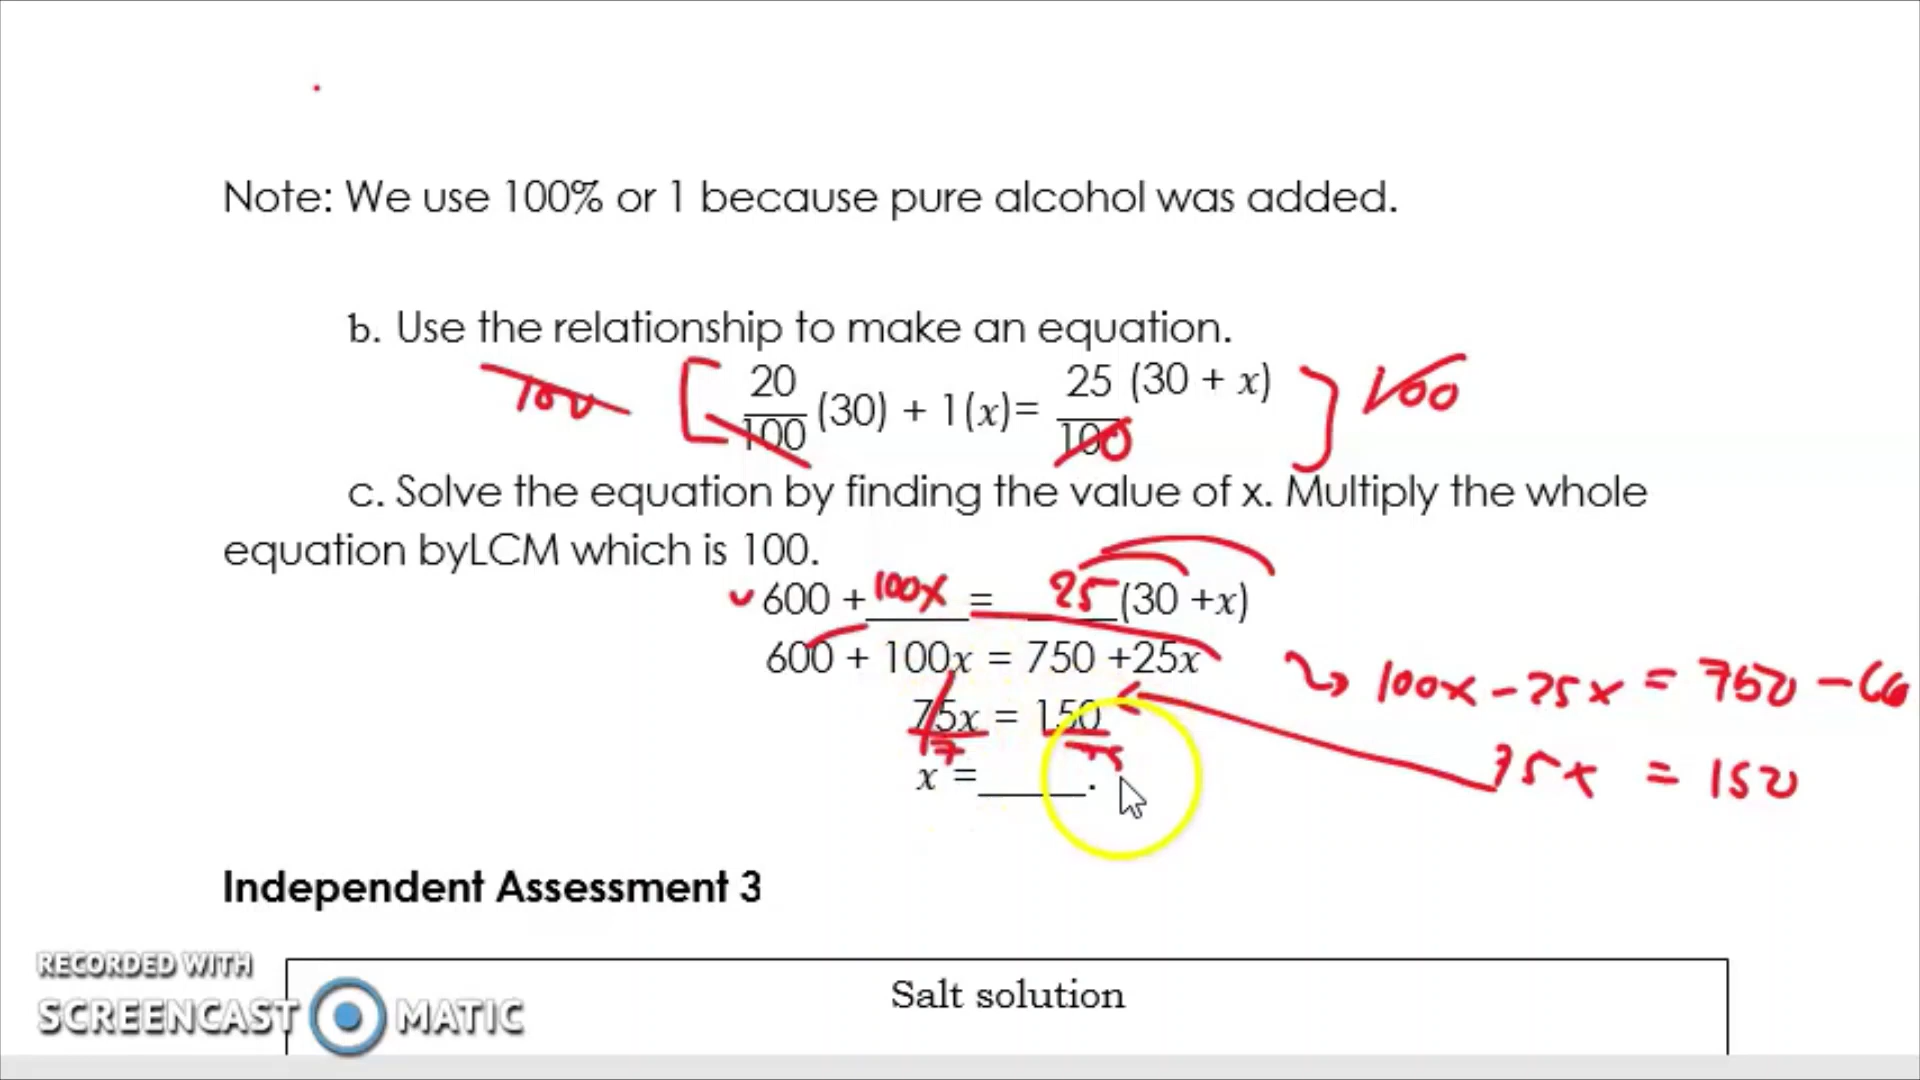 Note: We use 100% or 1 because pure alcohol was added.
b. Use the relationship to make an equation.
100 [ 20/100 (30) + 1(x)= 25/100 (30 + x) ] 100
c. Solve the equation by finding the value of x. Multiply the whole
equation byLCM which is 100.
600 + 100x = 25 (30 +x)
600 + 100x = 750 +25x
100x - 25x = 750 - 60
75x = 150
75x = 150
x =______.
Independent Assessment 3
Salt solution
RECORDED WITH
SCREENCAST MATIC